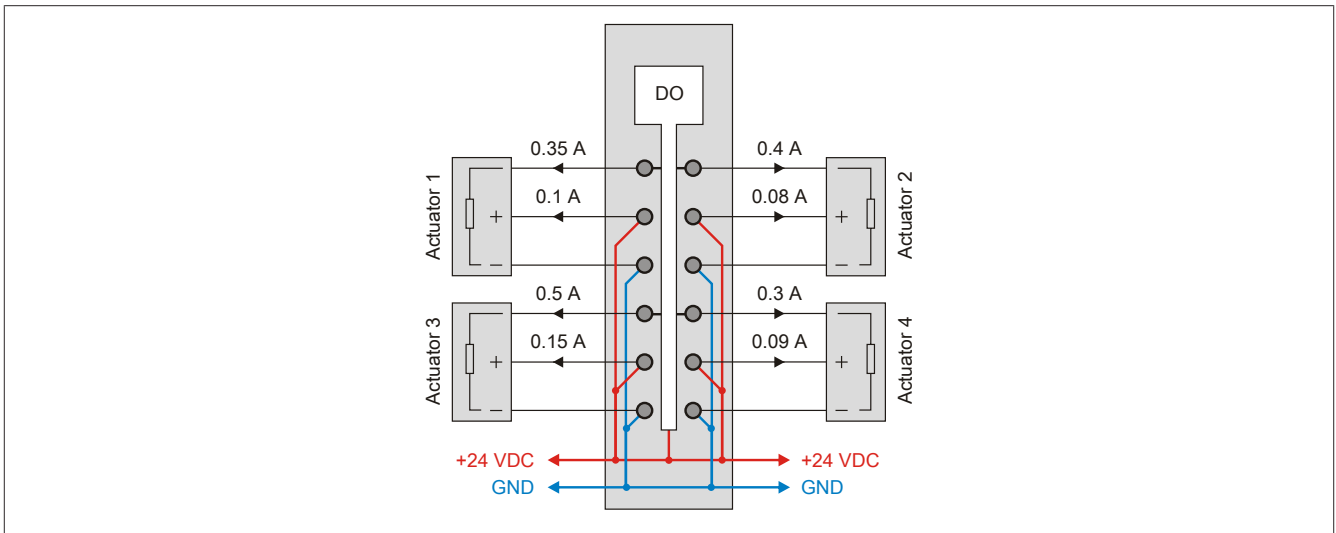 DO
0.35 A
0.4 A
0.1 A
0.08 A
Actuator 1
+
−
Actuator 2
+
−
0.5 A
0.3 A
0.15 A
0.09 A
Actuator 3
+
−
Actuator 4
+
−
+24 VDC
+24 VDC
GND
GND